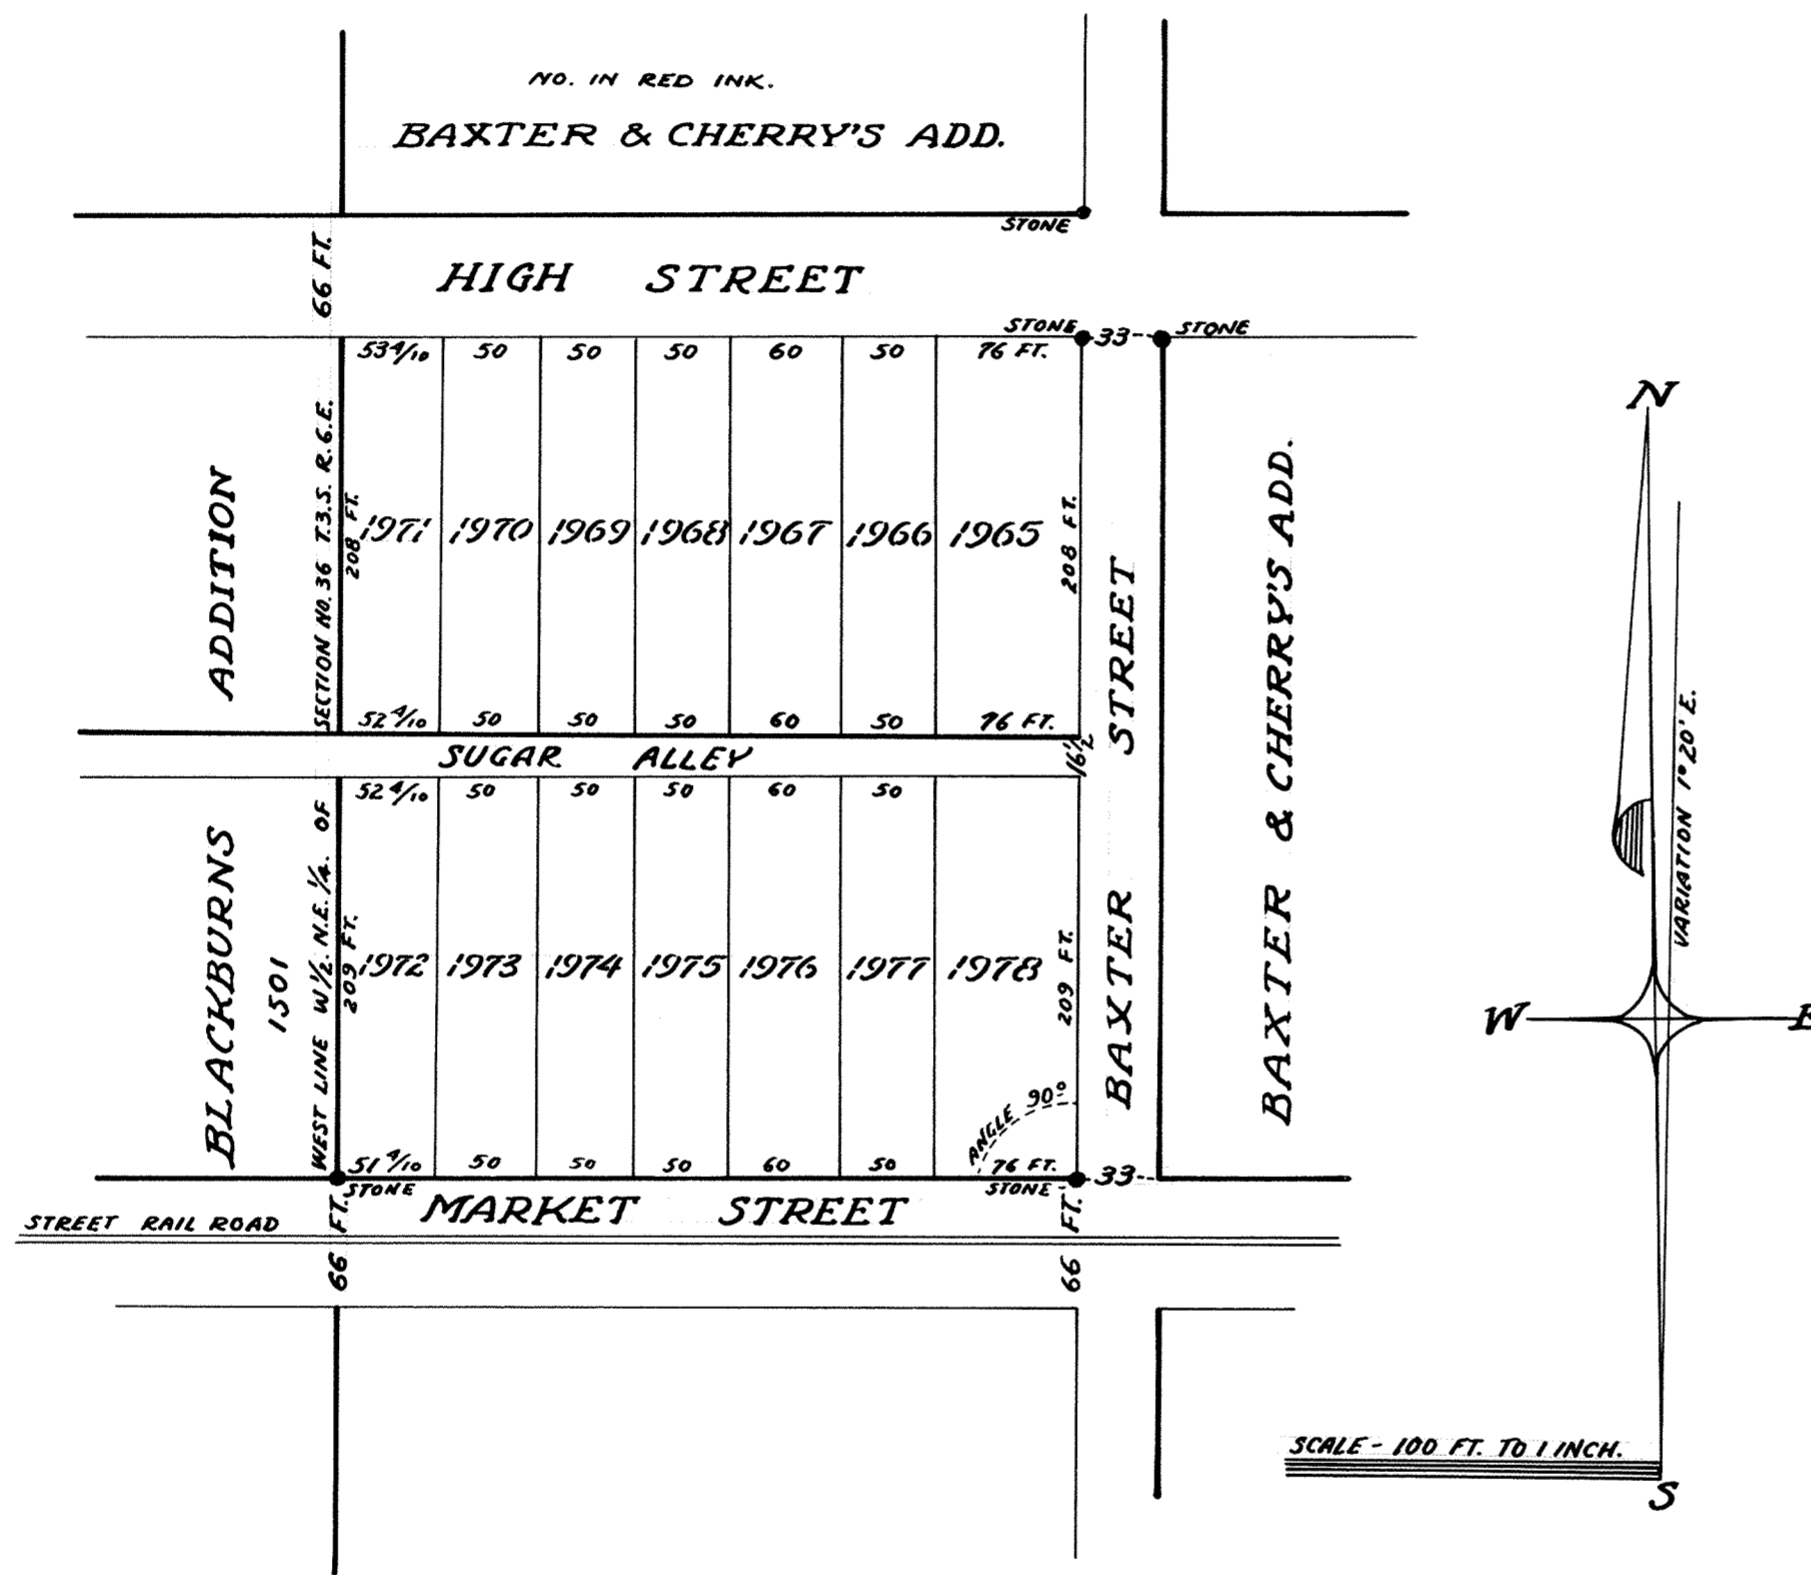 NO. IN RED INK.
BAXTER & CHERRY'S ADD.
STONE
66 FT.
HIGH STREET
STONE
33
STONE
53 4/10 50 50 50 60 50 76 FT.
N
ADDITION
SECTION NO. 36 T.3.S. R.6.E.
208 FT.
1971 1970 1969 1968 1967 1966 1965
208 FT.
STREET
BAXTER & CHERRY'S ADD.
VARIATION 1° 20' E.
52 4/10 50 50 50 60 50 76 FT.
SUGAR ALLEY
16 1/2
52 4/10 50 50 50 60 50
BLACKBURNS
1501
WEST LINE W 1/2. N.E. 1/4. OF
209 FT.
1972 1973 1974 1975 1976 1977 1978
209 FT.
BAXTER
W
E
ANGLE 90°
51 4/10 50 50 50 60 50 76 FT.
33
STONE
STONE
MARKET STREET
STREET RAIL ROAD
66 FT.
66 FT.
SCALE - 100 FT. TO 1 INCH.
S